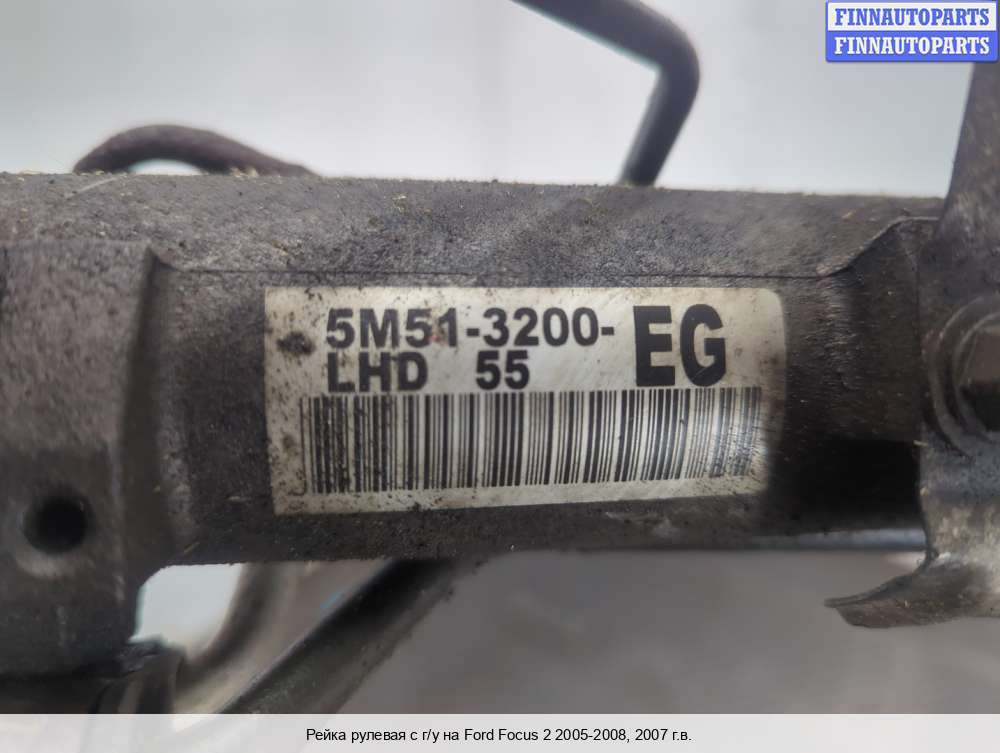 FINNAUTOPARTS
FINNAUTOPARTS
5M51-3200-EG
LHD 55
Рейка рулевая с г/у на Ford Focus 2 2005-2008, 2007 г.в.